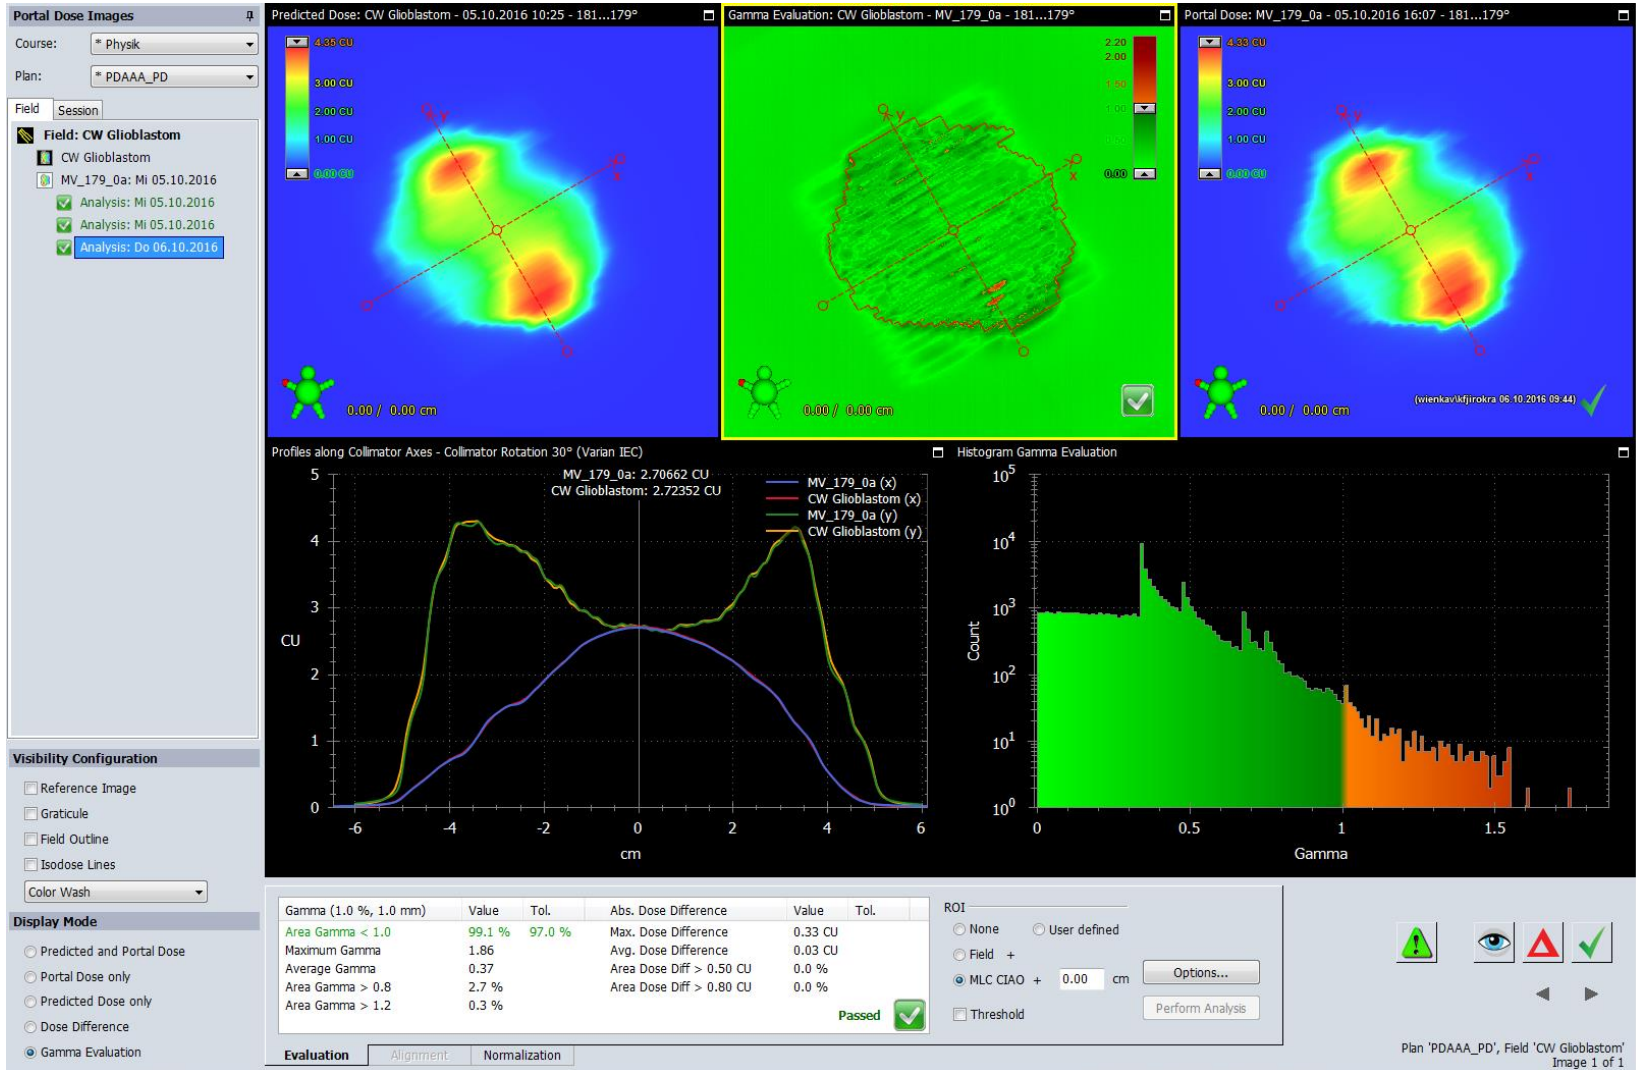 Portal Dose Images
Course: * Physik
Plan: * PDAAA_PD
Field Session
Field: CW Glioblastom
CW Glioblastom
MV_179_0a: Mi 05.10.2016
Analysis: Mi 05.10.2016
Analysis: Mi 05.10.2016
Analysis: Do 06.10.2016
Visibility Configuration
Reference Image
Graticule
Field Outline
Isodose Lines
Color Wash
Display Mode
Predicted and Portal Dose
Portal Dose only
Predicted Dose only
Dose Difference
Gamma Evaluation
Predicted Dose: CW Glioblastom - 05.10.2016 10:25 - 181...179°
4.35 CU
3.00 CU
2.00 CU
1.00 CU
0.00 CU
Y
X
0.00 / 0.00 cm
Gamma Evaluation: CW Glioblastom - MV_179_0a - 181...179°
2.20
2.00
1.50
1.00
0.50
0.00
Y
X
0.00 / 0.00 cm
Portal Dose: MV_179_0a - 05.10.2016 16:07 - 181...179°
4.33 CU
3.00 CU
2.00 CU
1.00 CU
0.00 CU
Y
X
0.00 / 0.00 cm
(wienkav\kfjirokra 06.10.2016 09:44)
Profiles along Collimator Axes - Collimator Rotation 30° (Varian IEC)
MV_179_0a: 2.70662 CU
CW Glioblastom: 2.72352 CU
MV_179_0a (x)
CW Glioblastom (x)
MV_179_0a (y)
CW Glioblastom (y)
5
4
3
2
1
0
CU
-6 -4 -2 0 2 4 6
cm
Histogram Gamma Evaluation
10^5
10^4
10^3
10^2
10^1
10^0
Count
0 0.5 1 1.5
Gamma
Gamma (1.0 %, 1.0 mm) Value Tol. Abs. Dose Difference Value Tol.
Area Gamma < 1.0 99.1 % 97.0 % Max. Dose Difference 0.33 CU
Maximum Gamma 1.86 Avg. Dose Difference 0.03 CU
Average Gamma 0.37 Area Dose Diff > 0.50 CU 0.0 %
Area Gamma > 0.8 2.7 % Area Dose Diff > 0.80 CU 0.0 %
Area Gamma > 1.2 0.3 %
Passed
Evaluation Alignment Normalization
ROI
None User defined
Field +
MLC CIAO + 0.00 cm
Threshold
Options...
Perform Analysis
Plan 'PDAAA_PD', Field 'CW Glioblastom'
Image 1 of 1